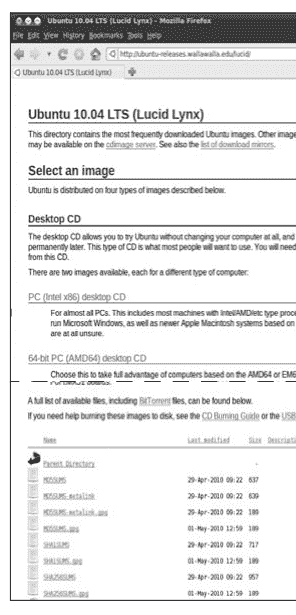 Ubuntu 10.04 LTS (Lucid Lynx) - Mozilla Firefox
File Edit View History Bookmarks Tools Help
http://ubuntu-releases.wallawalla.edu/lucid/
Ubuntu 10.04 LTS (Lucid Lynx)
Ubuntu 10.04 LTS (Lucid Lynx)
This directory contains the most frequently downloaded Ubuntu images. Other image
may be available on the cdimage server. See also the list of download mirrors.
Select an image
Ubuntu is distributed on four types of images described below.
Desktop CD
The desktop CD allows you to try Ubuntu without changing your computer at all, and
permanently later. This type of CD is what most people will want to use. You will need
from this CD.
There are two images available, each for a different type of computer:
PC (Intel x86) desktop CD
For almost all PCs. This includes most machines with Intel/AMD/etc type proce
run Microsoft Windows, as well as newer Apple Macintosh systems based on
are at all unsure.
64-bit PC (AMD64) desktop CD
Choose this to take full advantage of computers based on the AMD64 or EM6
A full list of available files, including BitTorrent files, can be found below.
If you need help burning these images to disk, see the CD Burning Guide or the USB
Name Last modified Size Descripti
Parent Directory -
MD5SUMS 29-Apr-2010 09:22 637
MD5SUMS-metalink 29-Apr-2010 09:22 639
MD5SUMS-metalink.gpg 29-Apr-2010 09:22 189
MD5SUMS.gpg 01-May-2010 12:59 189
SHA1SUMS 29-Apr-2010 09:22 717
SHA1SUMS.gpg 01-May-2010 12:59 189
SHA256SUMS 29-Apr-2010 09:22 957
SHA256SUMS.gpg 01-May-2010 12:59 189